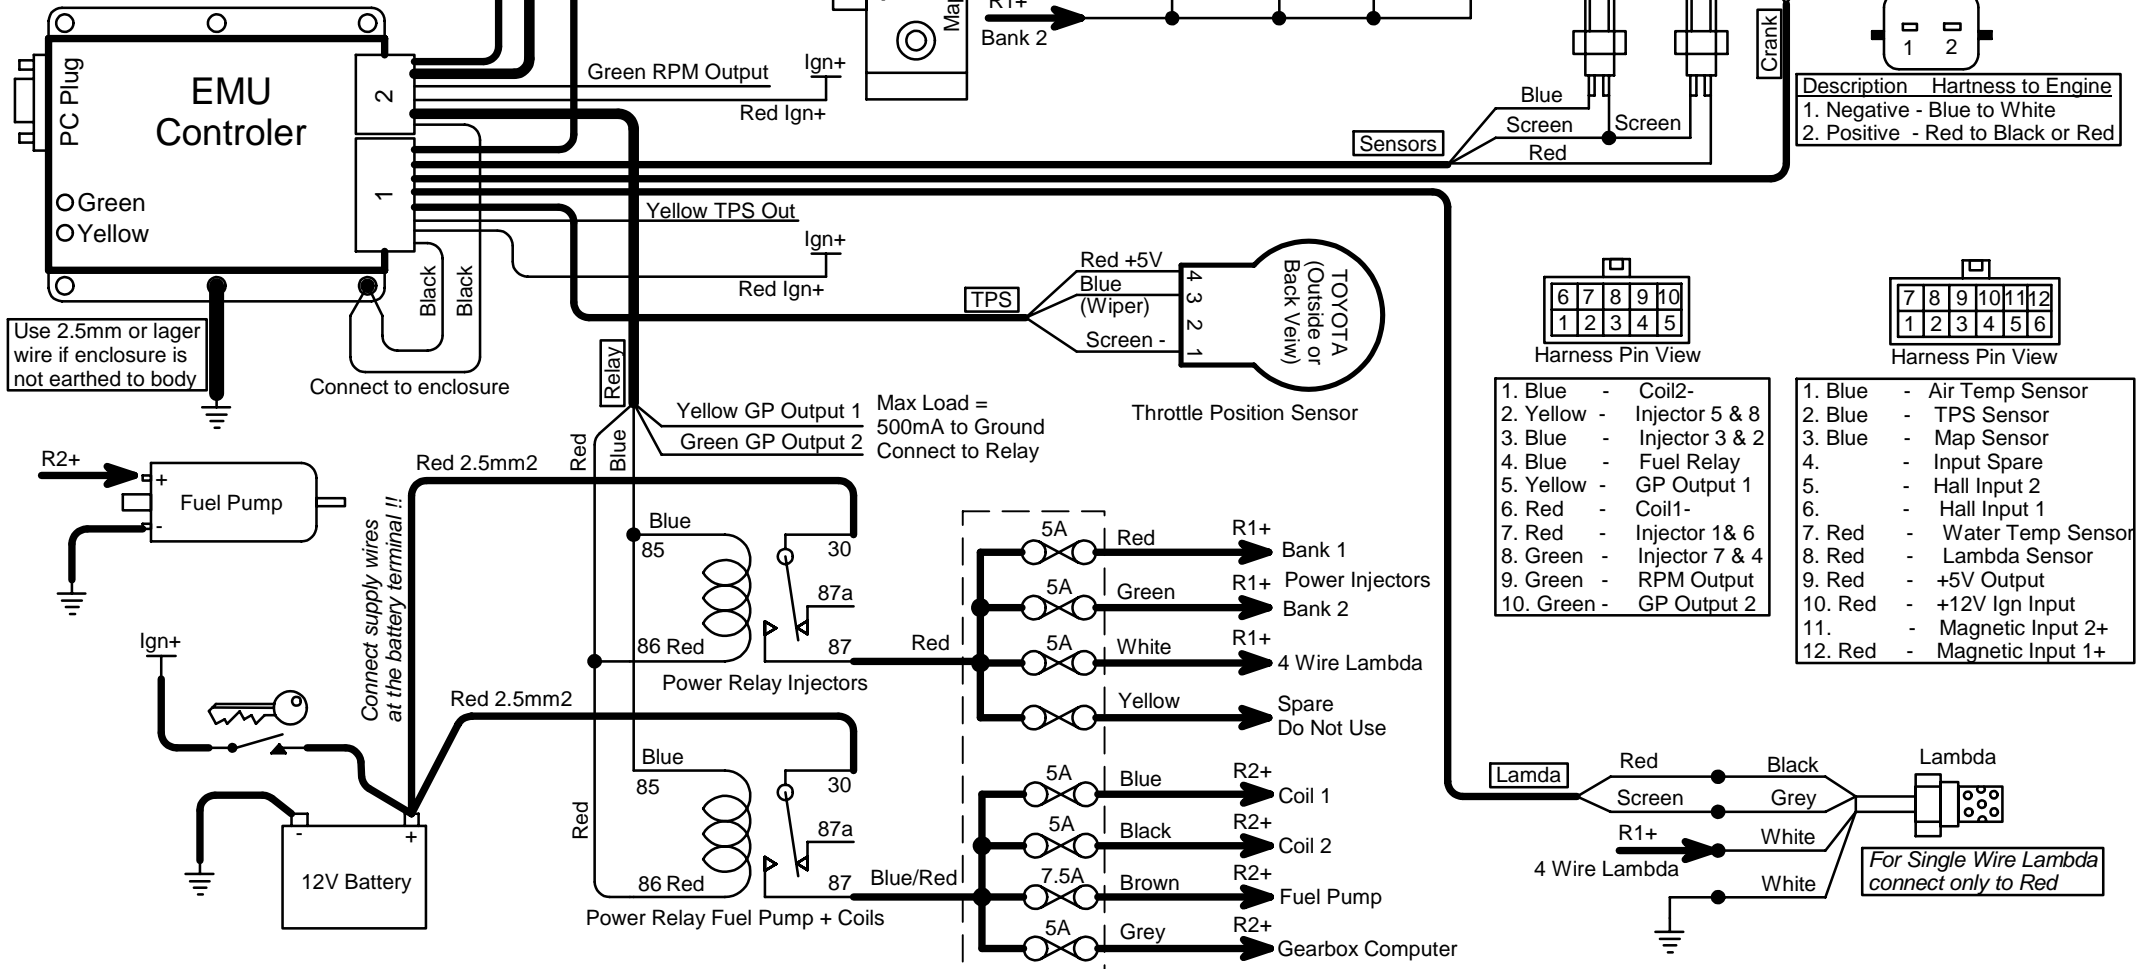 R1+
Bank 2
Map
Crank
1 2
Description Hartness to Engine
1. Negative - Blue to White
2. Positive - Red to Black or Red
PC Plug
EMU
Controler
Green
Yellow
2
1
Green RPM Output
Ign+
Red Ign+
Blue
Screen
Screen
Red
Sensors
Yellow TPS Out
Ign+
Red Ign+
Black
Black
Use 2.5mm or lager
wire if enclosure is
not earthed to body
Connect to enclosure
TPS
Red +5V
Blue
(Wiper)
Screen -
4
3
2
1
TOYOTA
(Outside or
Back Veiw)
Throttle Position Sensor
6 7 8 9 10
1 2 3 4 5
Harness Pin View
1. Blue - Coil2-
2. Yellow - Injector 5 & 8
3. Blue - Injector 3 & 2
4. Blue - Fuel Relay
5. Yellow - GP Output 1
6. Red - Coil1-
7. Red - Injector 1& 6
8. Green - Injector 7 & 4
9. Green - RPM Output
10. Green - GP Output 2
7 8 9 10 11 12
1 2 3 4 5 6
Harness Pin View
1. Blue - Air Temp Sensor
2. Blue - TPS Sensor
3. Blue - Map Sensor
4. - Input Spare
5. - Hall Input 2
6. - Hall Input 1
7. Red - Water Temp Sensor
8. Red - Lambda Sensor
9. Red - +5V Output
10. Red - +12V Ign Input
11. - Magnetic Input 2+
12. Red - Magnetic Input 1+
Relay
Yellow GP Output 1
Green GP Output 2
Max Load =
500mA to Ground
Connect to Relay
Red
Blue
R2+
+
-
Fuel Pump
Red 2.5mm2
Connect supply wires
at the battery terminal !!
Blue
85
30
87a
86 Red
87
Power Relay Injectors
Red
5A
Red
R1+
Bank 1
Power Injectors
5A
Green
R1+
Bank 2
5A
White
R1+
4 Wire Lambda
Yellow
Spare
Do Not Use
Ign+
Red 2.5mm2
- +
12V Battery
Red
Blue
85
30
87a
86 Red
87
Power Relay Fuel Pump + Coils
Blue/Red
5A
Blue
R2+
Coil 1
5A
Black
R2+
Coil 2
7.5A
Brown
R2+
Fuel Pump
5A
Grey
R2+
Gearbox Computer
Lamda
Red
Black
Screen
Grey
R1+
4 Wire Lambda
White
White
Lambda
For Single Wire Lambda
connect only to Red